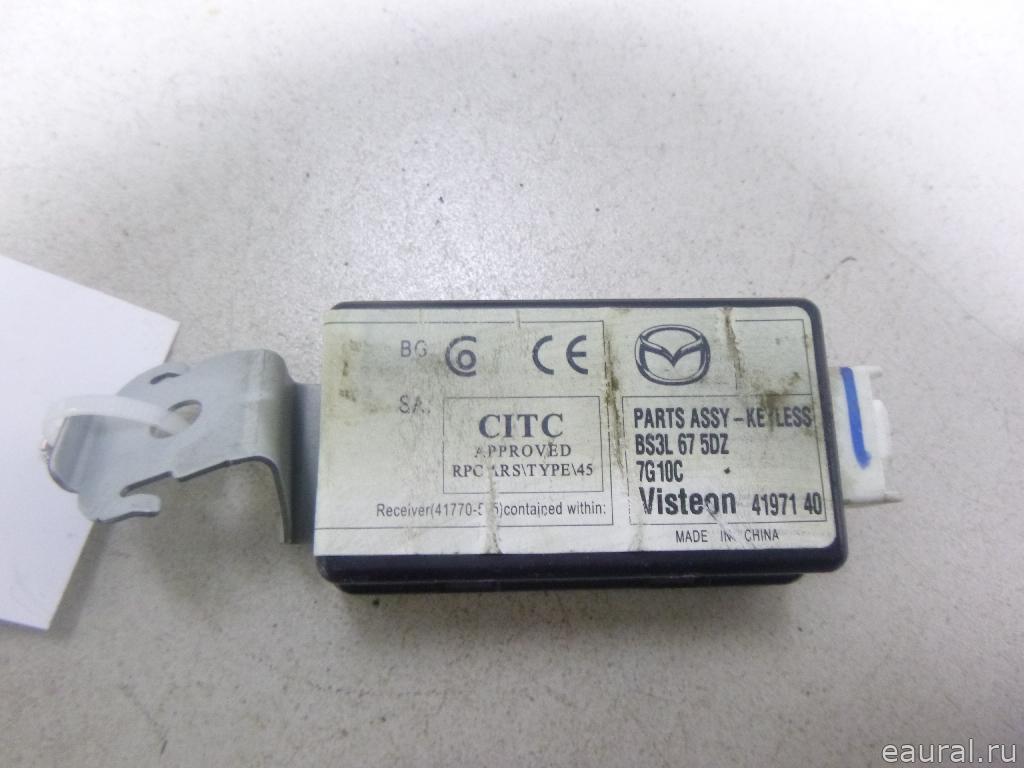 BG
SA:
CITC
APPROVED
CE
PARTS ASSY-KEYLESS
BS3L 67 5DZ
7G10C
Visteon 41971 40
Receiver(41770- contained within:
MADE IN CHINA
eaural.ru